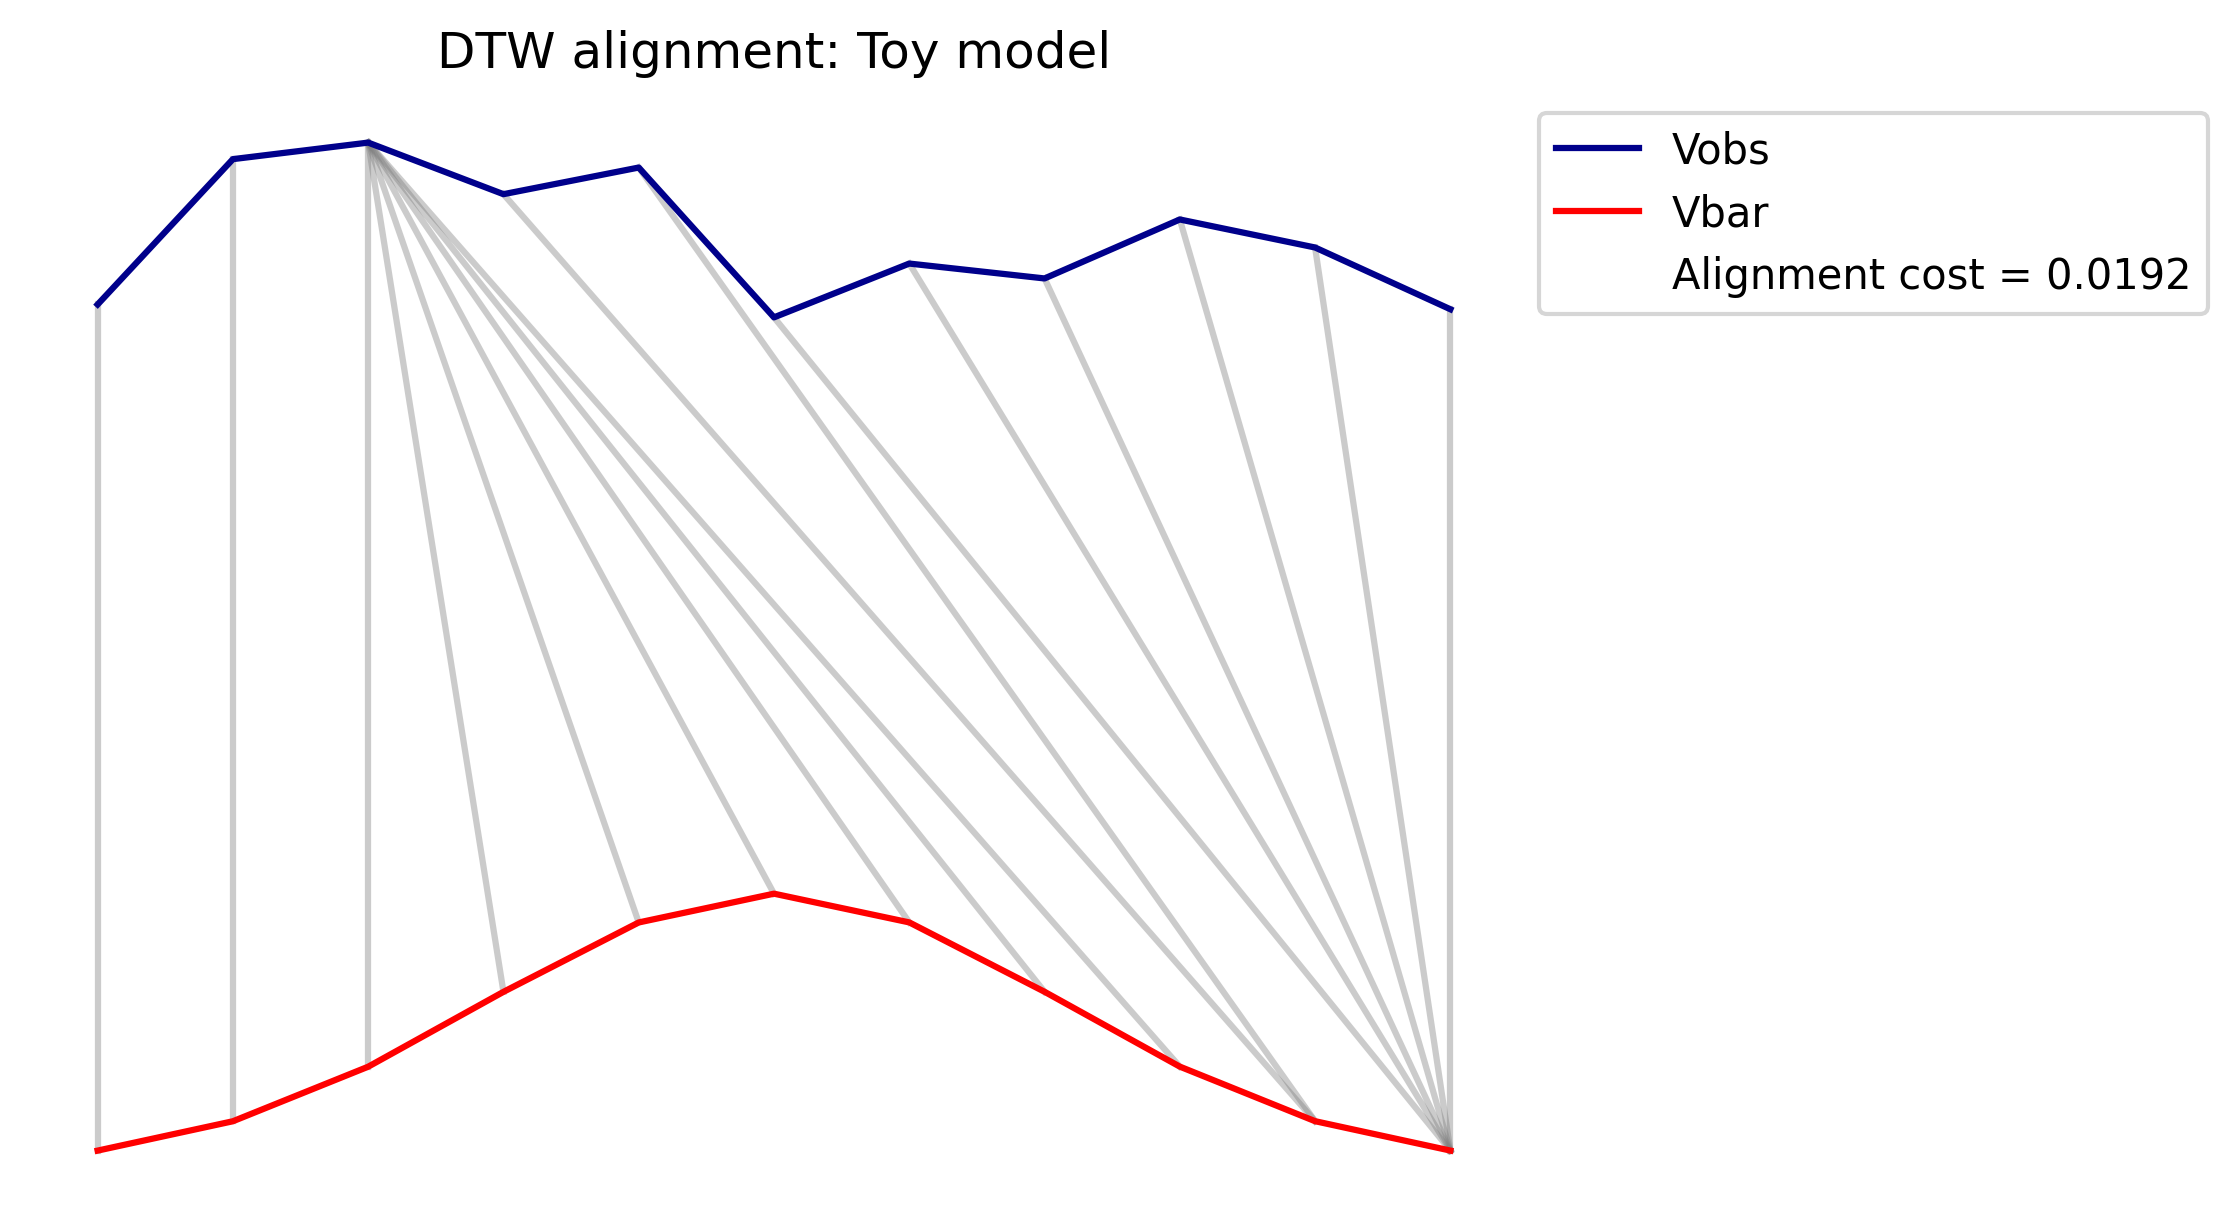 DTW alignment: Toy model
Vobs
Vbar
Alignment cost = 0.0192